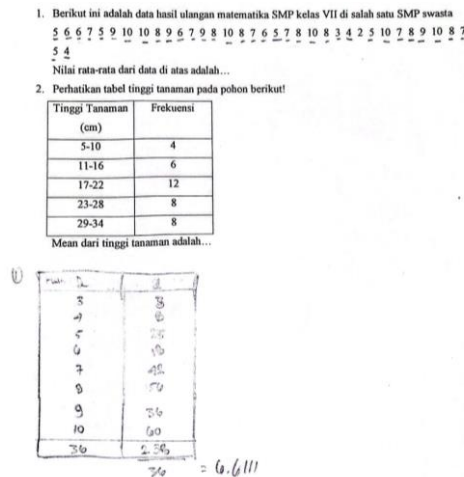 1. Berikut ini adalah data hasil ulangan matematika SMP kelas VII di salah satu SMP swasta
5 6 6 7 5 9 10 10 8 9 6 7 9 8 10 8 7 6 5 7 8 10 8 3 4 2 5 10 7 8 9 10 8 7
5 4
Nilai rata-rata dari data di atas adalah...
2. Perhatikan tabel tinggi tanaman pada pohon berikut!
Tinggi Tanaman (cm) Frekuensi
5-10 4
11-16 6
17-22 12
23-28 8
29-34 8
Mean dari tinggi tanaman adalah...
①
3 3
5
6
7
8
9 36
10 60
36
36 = 6.6111